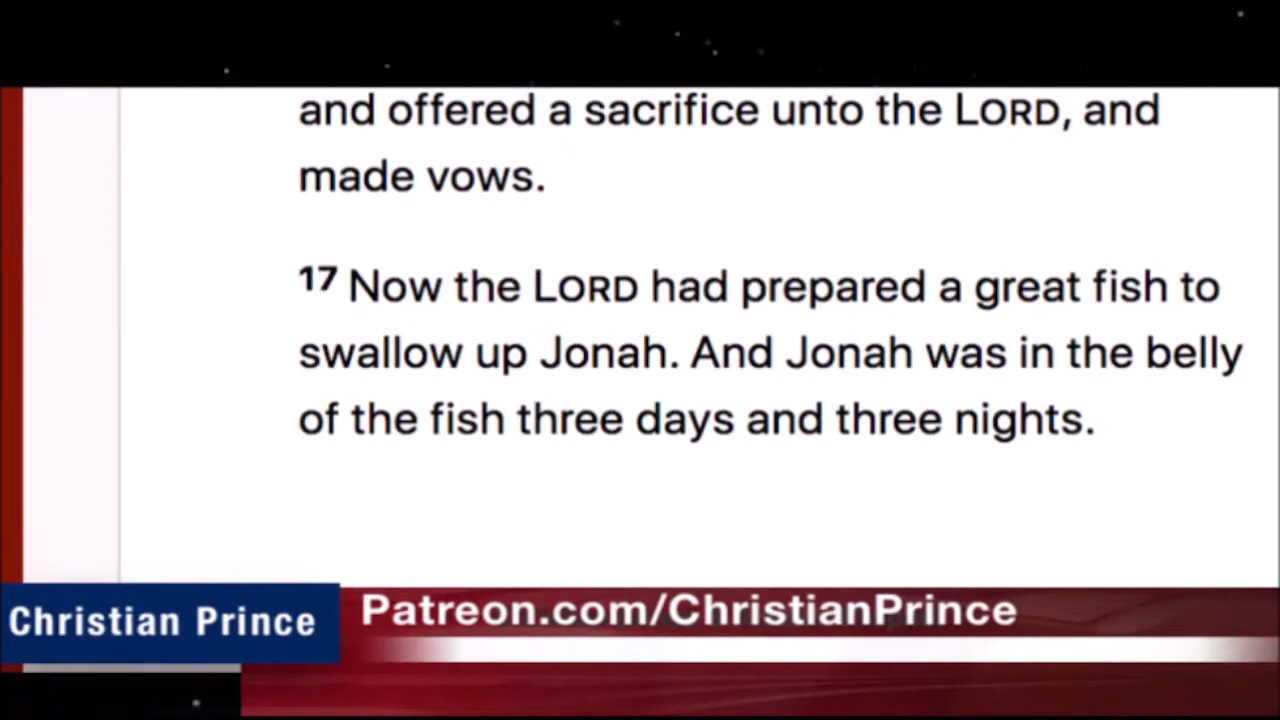 and offered a sacrifice unto the LORD, and
made vows.
17 Now the LORD had prepared a great fish to
swallow up Jonah. And Jonah was in the belly
of the fish three days and three nights.
Christian Prince
Patreon.com/ChristianPrince